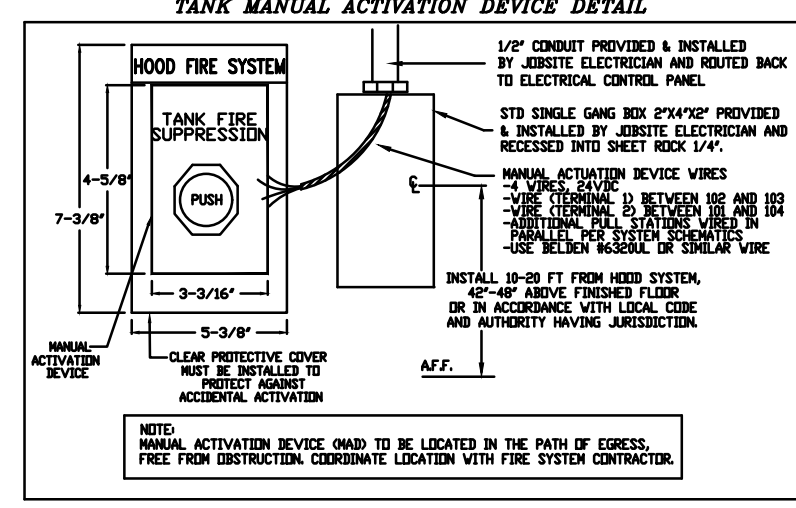 TANK MANUAL ACTIVATION DEVICE DETAIL
HOOD FIRE SYSTEM
TANK FIRE
SUPPRESSION
PUSH
4-5/8"
7-3/8"
3-3/16"
5-3/8"
MANUAL
ACTIVATION
DEVICE
CLEAR PROTECTIVE COVER
MUST BE INSTALLED TO
PROTECT AGAINST
ACCIDENTAL ACTIVATION
1/2" CONDUIT PROVIDED & INSTALLED
BY JOBSITE ELECTRICIAN AND ROUTED BACK
TO ELECTRICAL CONTROL PANEL
STD SINGLE GANG BOX 2"X4"X2" PROVIDED
& INSTALLED BY JOBSITE ELECTRICIAN AND
RECESSED INTO SHEET ROCK 1/4".
MANUAL ACTUATION DEVICE WIRES
-4 WIRES, 24VDC
-WIRE (TERMINAL 1) BETWEEN 102 AND 103
-WIRE (TERMINAL 2) BETWEEN 101 AND 104
-ADDITIONAL PULL STATIONS WIRED IN
PARALLEL PER SYSTEM SCHEMATICS
-USE BELDEN #6320UL OR SIMILAR WIRE
℄
INSTALL 10-20 FT FROM HOOD SYSTEM,
42"-48" ABOVE FINISHED FLOOR
OR IN ACCORDANCE WITH LOCAL CODE
AND AUTHORITY HAVING JURISDICTION.
A.F.F.
NOTE:
MANUAL ACTIVATION DEVICE (MAD) TO BE LOCATED IN THE PATH OF EGRESS,
FREE FROM OBSTRUCTION. COORDINATE LOCATION WITH FIRE SYSTEM CONTRACTOR.